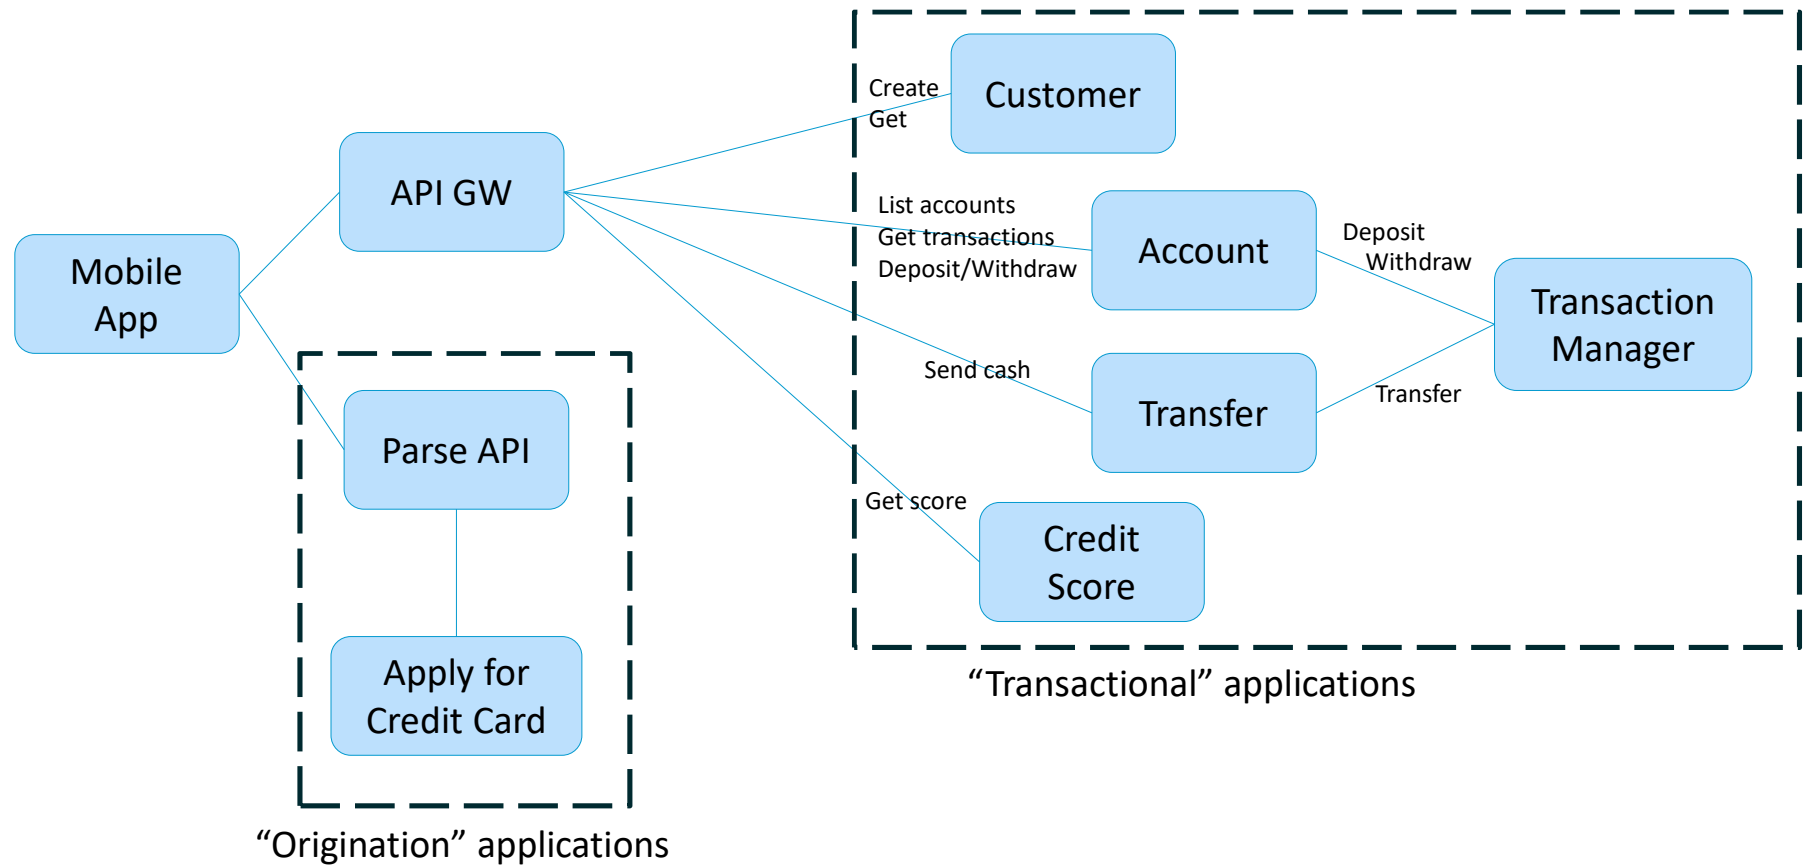 Mobile
App
API GW
Parse API
Apply for
Credit Card
“Origination” applications
Create
Get
Customer
List accounts
Get transactions
Deposit/Withdraw
Account
Deposit
Withdraw
Transaction
Manager
Send cash
Transfer
Transfer
Get score
Credit
Score
“Transactional” applications